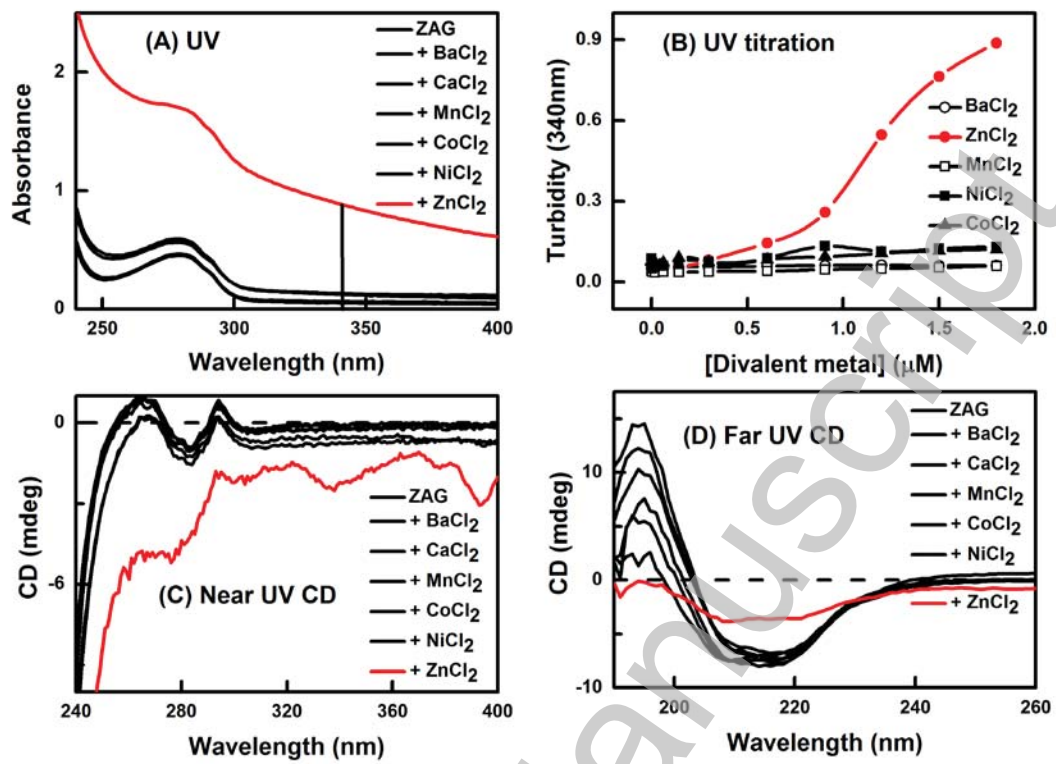 (A) UV
ZAG
+ BaCl2
+ CaCl2
+ MnCl2
+ CoCl2
+ NiCl2
+ ZnCl2
Absorbance
2
1
0
250
300
350
400
Wavelength (nm)
(B) UV titration
BaCl2
ZnCl2
MnCl2
NiCl2
CoCl2
Turbidity (340nm)
0.9
0.6
0.3
0.0
0.0
0.5
1.0
1.5
2.0
[Divalent metal] (μM)
(C) Near UV CD
ZAG
+ BaCl2
+ CaCl2
+ MnCl2
+ CoCl2
+ NiCl2
+ ZnCl2
CD (mdeg)
0
-6
240
280
320
360
400
Wavelength (nm)
(D) Far UV CD
ZAG
+ BaCl2
+ CaCl2
+ MnCl2
+ CoCl2
+ NiCl2
+ ZnCl2
CD (mdeg)
10
0
-10
200
220
240
260
Wavelength (nm)
anuscript